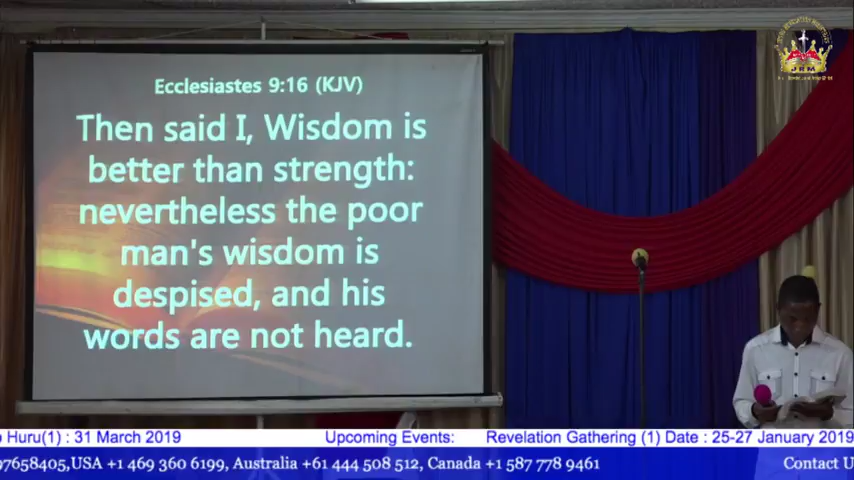 Ecclesiastes 9:16 (KJV)
Then said I, Wisdom is
better than strength:
nevertheless the poor
man's wisdom is
despised, and his
words are not heard.
JRM
Huru(1) : 31 March 2019 Upcoming Events: Revelation Gathering (1) Date : 25-27 January 2019
97658405,USA +1 469 360 6199, Australia +61 444 508 512, Canada +1 587 778 9461 Contact U